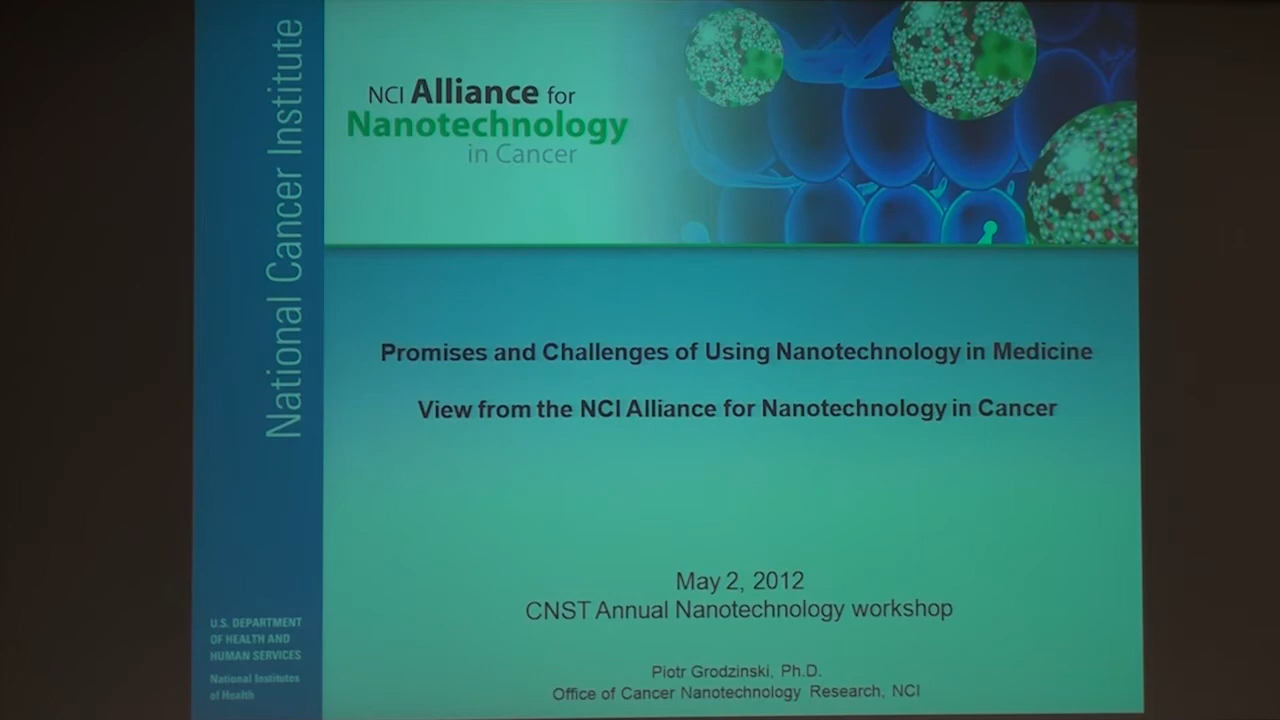 National Cancer Institute
NCI Alliance for
Nanotechnology
in Cancer
Promises and Challenges of Using Nanotechnology in Medicine
View from the NCI Alliance for Nanotechnology in Cancer
May 2, 2012
CNST Annual Nanotechnology workshop
Piotr Grodzinski, Ph.D.
Office of Cancer Nanotechnology Research, NCI
U.S. DEPARTMENT
OF HEALTH AND
HUMAN SERVICES
National Institutes
of Health